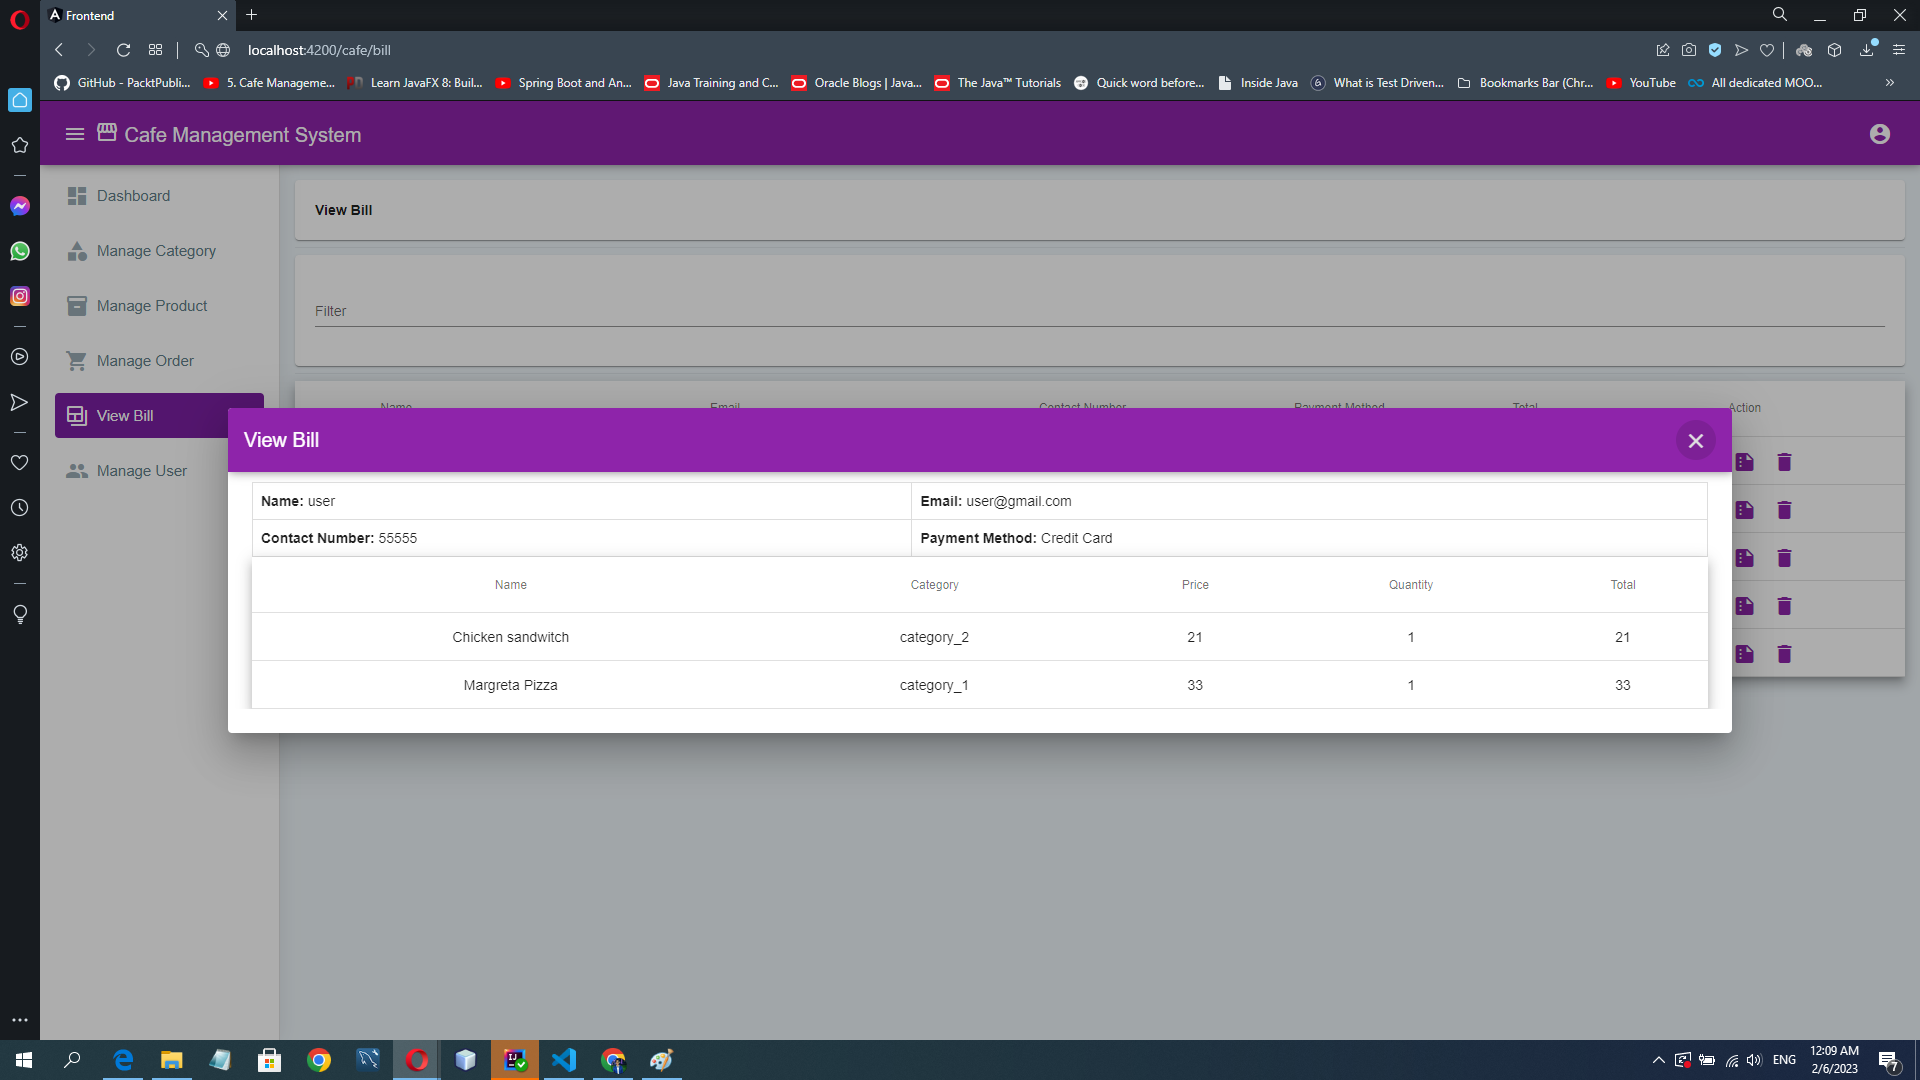 Frontend
localhost:4200/cafe/bill
GitHub - PacktPubli... 5. Cafe Manageme... Learn JavaFX 8: Buil... Spring Boot and An... Java Training and C... Oracle Blogs | Java... The Java™ Tutorials Quick word before... Inside Java What is Test Driven... Bookmarks Bar (Chr... YouTube All dedicated MOO... »
Cafe Management System
Dashboard
Manage Category
Manage Product
Manage Order
View Bill
Manage User
View Bill
Filter
Name Email Contact Number Payment Method Total Action
View Bill
Name: user Email: user@gmail.com
Contact Number: 55555 Payment Method: Credit Card
Name Category Price Quantity Total
Chicken sandwitch category_2 21 1 21
Margreta Pizza category_1 33 1 33
ENG
12:09 AM
2/6/2023
7